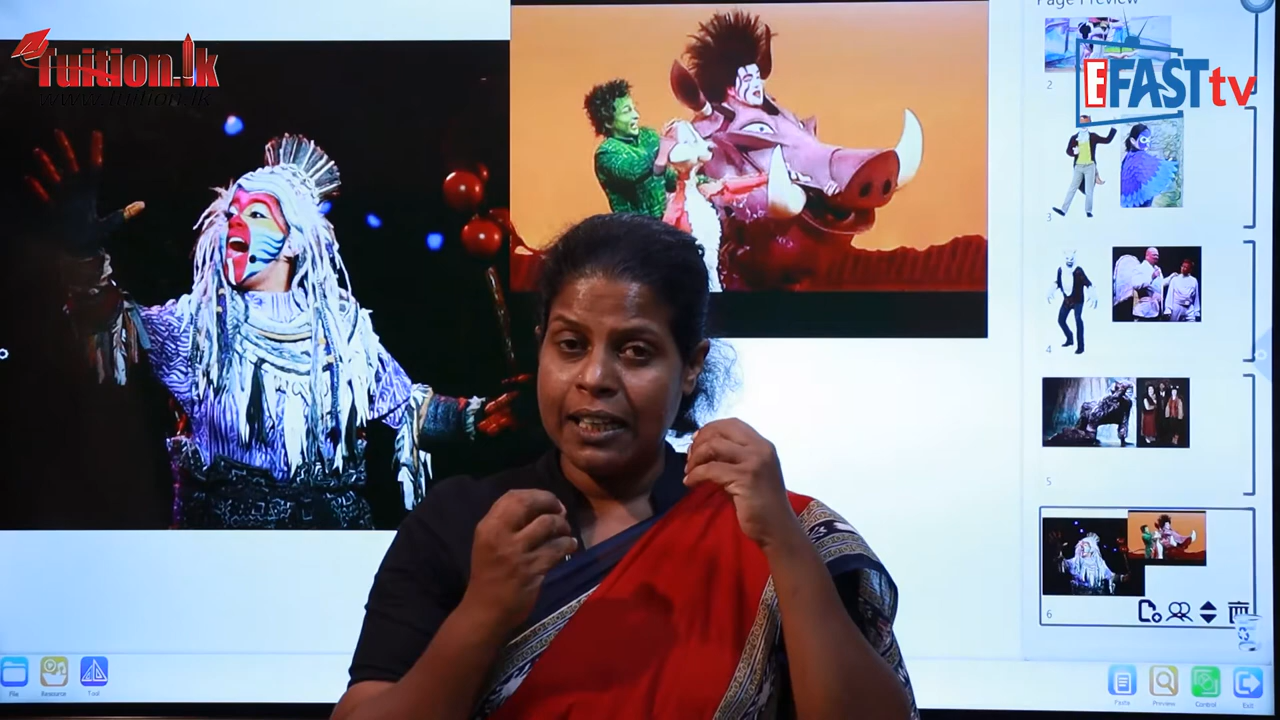 Page Preview
Tuition.lk
www.tuition.lk
EFAST tv
2
3
4
5
6
File
Resource
Tool
Pasta
Preview
Control
Exit